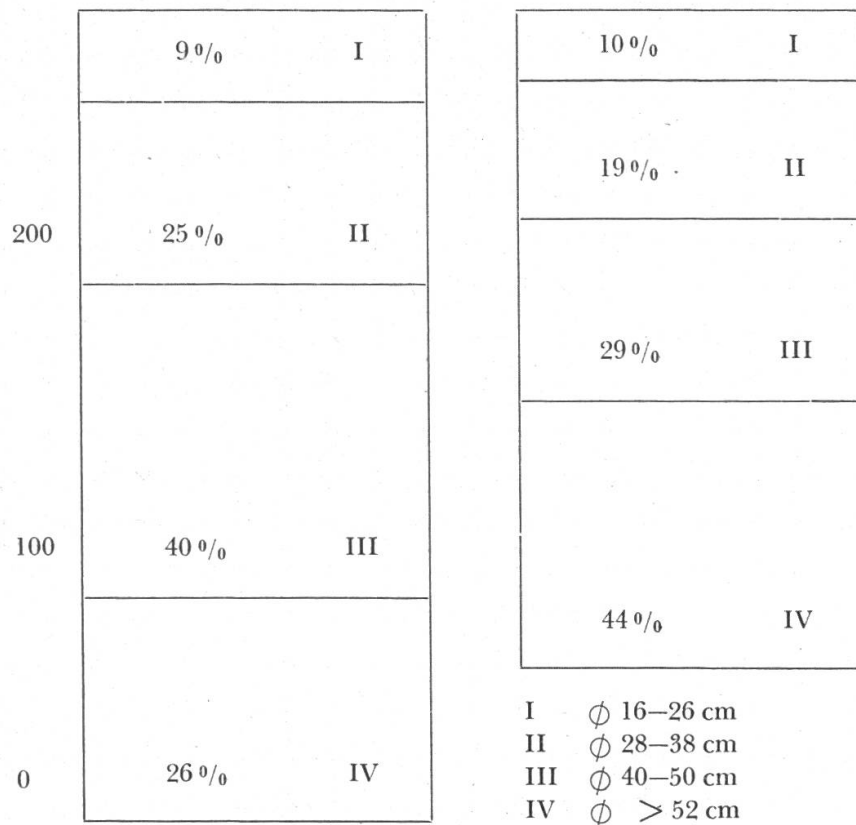 9 % I
200 25 % II
100 40 % III
0 26 % IV
10 % I
19 % II
29 % III
44 % IV
I ϕ 16—26 cm
II ϕ 28—38 cm
III ϕ 40—50 cm
IV ϕ > 52 cm